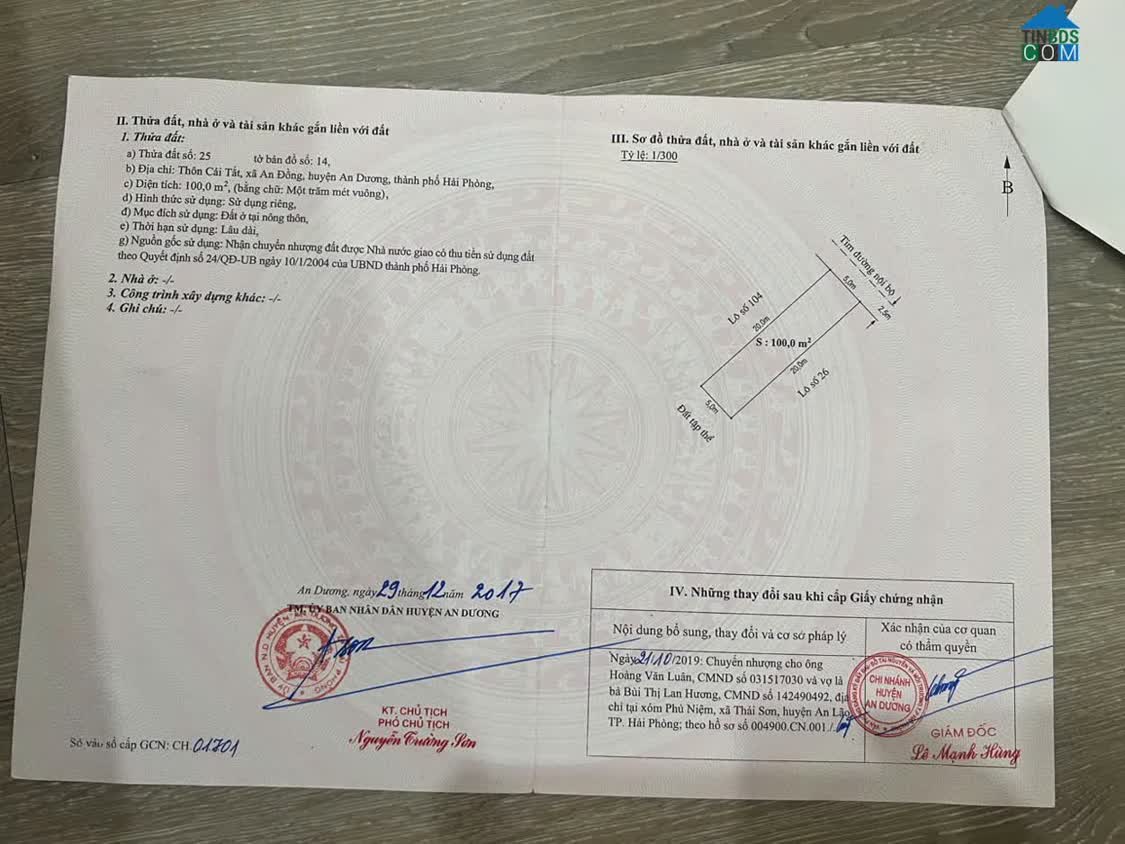 TINBDS
COM
II. Thửa đất, nhà ở và tài sản khác gắn liền với đất
1. Thửa đất:
a) Thửa đất số: 25 tờ bản đồ số: 14,
b) Địa chỉ: Thôn Cái Tắt, xã An Đồng, huyện An Dương, thành phố Hải Phòng,
c) Diện tích: 100,0 m², (bằng chữ: Một trăm mét vuông),
d) Hình thức sử dụng: Sử dụng riêng,
đ) Mục đích sử dụng: Đất ở tại nông thôn,
e) Thời hạn sử dụng: Lâu dài,
g) Nguồn gốc sử dụng: Nhận chuyển nhượng đất được Nhà nước giao có thu tiền sử dụng đất
theo Quyết định số 24/QĐ-UB ngày 10/1/2004 của UBND thành phố Hải Phòng.
2. Nhà ở: -/-
3. Công trình xây dựng khác: -/-
4. Ghi chú: -/-
An Dương, ngày 29 tháng 12 năm 2017
TM. ỦY BAN NHÂN DÂN HUYỆN AN DƯƠNG
KT. CHỦ TỊCH
PHÓ CHỦ TỊCH
Nguyễn Trường Sơn
Số vào sổ cấp GCN: CH 01701
III. Sơ đồ thửa đất, nhà ở và tài sản khác gắn liền với đất
Tỷ lệ: 1/300
B
Tim đường nội bộ
5,0m
2,5m
Lô số 104
20,0m
S : 100,0 m²
20,0m
Lô số 26
5,0m
Đất tập thể
IV. Những thay đổi sau khi cấp Giấy chứng nhận
Nội dung bổ sung, thay đổi và cơ sở pháp lý
Xác nhận của cơ quan
có thẩm quyền
Ngày 21/10/2019: Chuyển nhượng cho ông
Hoàng Văn Luân, CMND số 031517030 và vợ là
bà Bùi Thị Lan Hương, CMND số 142490492, địa
chỉ tại xóm Phủ Niệm, xã Thái Sơn, huyện An Lão
TP. Hải Phòng; theo hồ sơ số 004900.CN.001./.
CHI NHÁNH
HUYỆN
AN DƯƠNG
GIÁM ĐỐC
Lê Mạnh Hùng